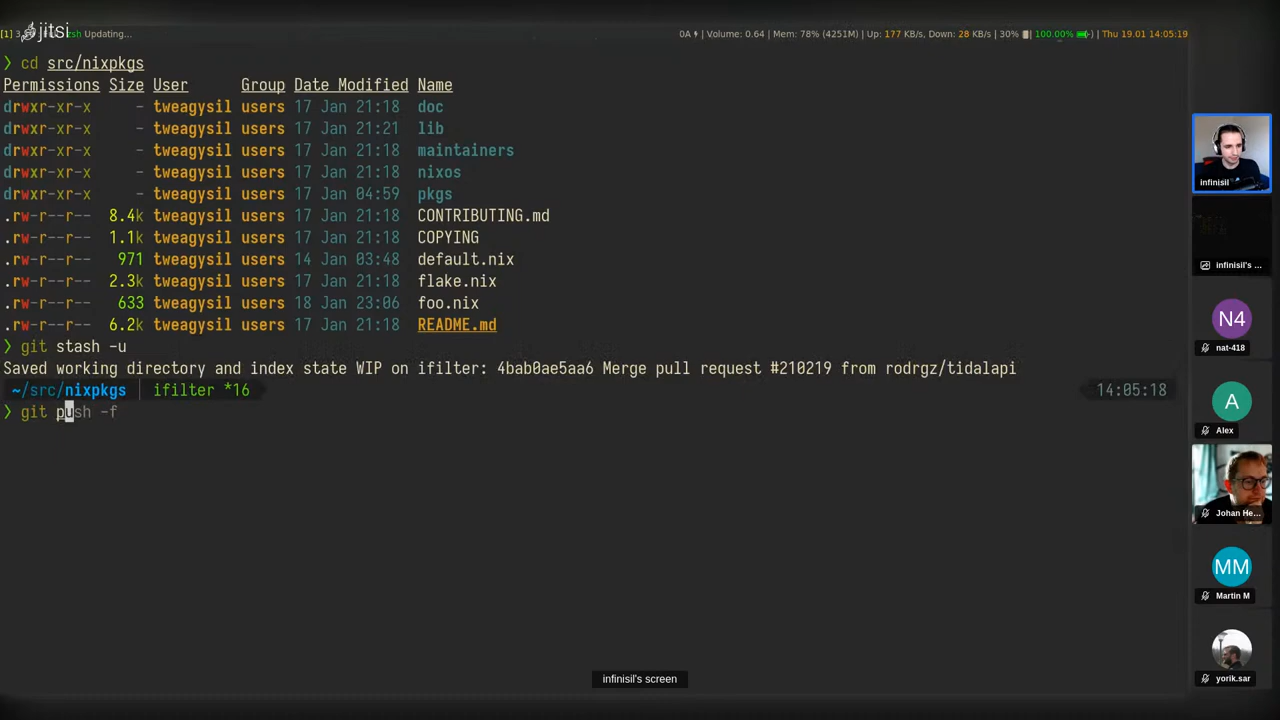 jitsi
[1] 3 zsh Updating... 0A | Volume: 0.64 | Mem: 78% (4251M) | Up: 177 KB/s, Down: 28 KB/s | 30% | 100.00% | Thu 19.01 14:05:19
❯ cd src/nixpkgs
Permissions Size User Group Date Modified Name
drwxr-xr-x - tweagysil users 17 Jan 21:18 doc
drwxr-xr-x - tweagysil users 17 Jan 21:21 lib
drwxr-xr-x - tweagysil users 17 Jan 21:18 maintainers
drwxr-xr-x - tweagysil users 17 Jan 21:18 nixos
drwxr-xr-x - tweagysil users 17 Jan 04:59 pkgs
.rw-r--r-- 8.4k tweagysil users 17 Jan 21:18 CONTRIBUTING.md
.rw-r--r-- 1.1k tweagysil users 17 Jan 21:18 COPYING
.rw-r--r-- 971 tweagysil users 14 Jan 03:48 default.nix
.rw-r--r-- 2.3k tweagysil users 17 Jan 21:18 flake.nix
.rw-r--r-- 633 tweagysil users 18 Jan 23:06 foo.nix
.rw-r--r-- 6.2k tweagysil users 17 Jan 21:18 README.md
❯ git stash -u
Saved working directory and index state WIP on ifilter: 4bab0ae5aa6 Merge pull request #210219 from rodrgz/tidalapi
~/src/nixpkgs | ifilter *16 14:05:18
❯ git push -f
infinisil's screen
infinisil
infinisil's ...
N4
nat-418
A
Alex
Johan He...
MM
Martin M
yorik.sar